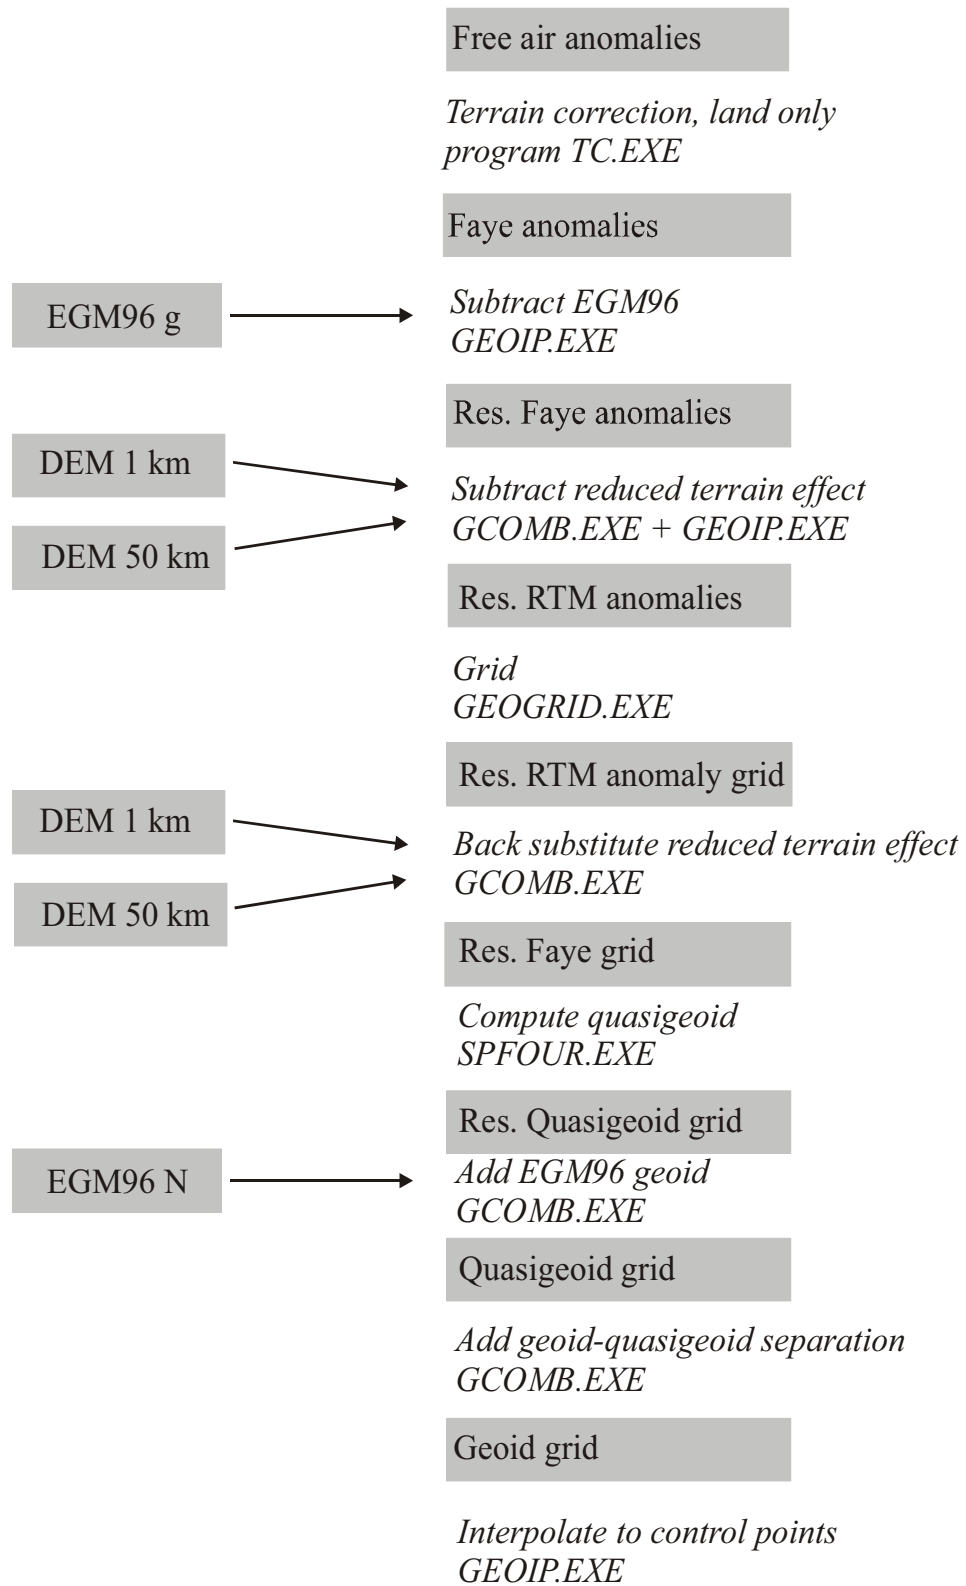 Free air anomalies
Terrain correction, land only
program TC.EXE
Faye anomalies
EGM96 g
Subtract EGM96
GEOIP.EXE
Res. Faye anomalies
DEM 1 km
DEM 50 km
Subtract reduced terrain effect
GCOMB.EXE + GEOIP.EXE
Res. RTM anomalies
Grid
GEOGRID.EXE
Res. RTM anomaly grid
DEM 1 km
DEM 50 km
Back substitute reduced terrain effect
GCOMB.EXE
Res. Faye grid
Compute quasigeoid
SPFOUR.EXE
Res. Quasigeoid grid
EGM96 N
Add EGM96 geoid
GCOMB.EXE
Quasigeoid grid
Add geoid-quasigeoid separation
GCOMB.EXE
Geoid grid
Interpolate to control points
GEOIP.EXE